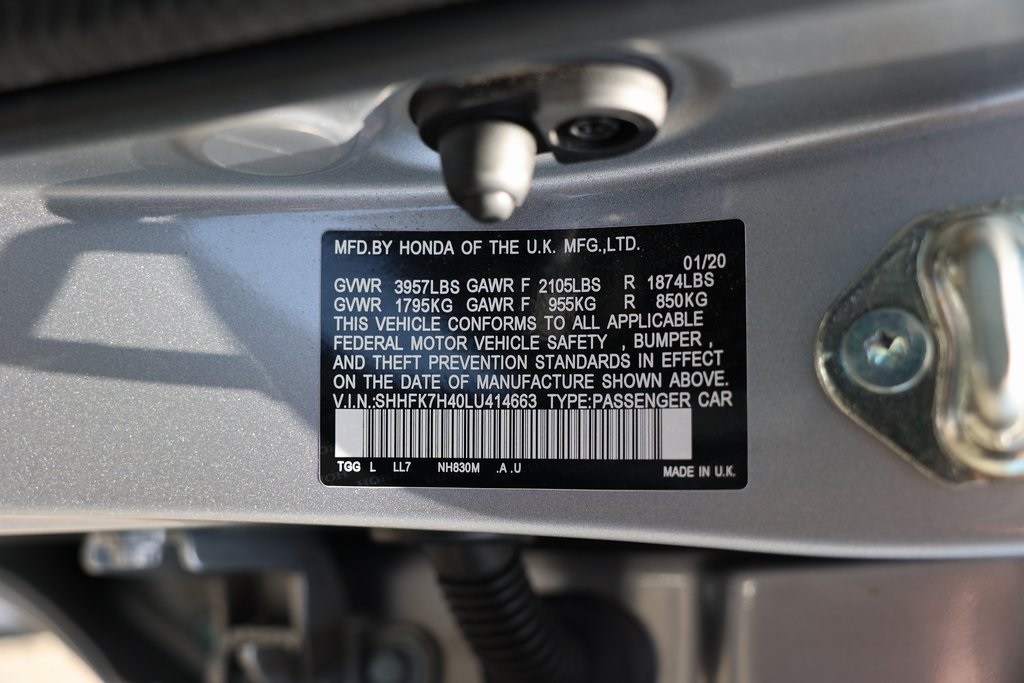 MFD.BY HONDA OF THE U.K. MFG.,LTD.
01/20
GVWR 3957LBS GAWR F 2105LBS R 1874LBS
GVWR 1795KG GAWR F 955KG R 850KG
THIS VEHICLE CONFORMS TO ALL APPLICABLE
FEDERAL MOTOR VEHICLE SAFETY , BUMPER ,
AND THEFT PREVENTION STANDARDS IN EFFECT
ON THE DATE OF MANUFACTURE SHOWN ABOVE.
V.I.N.:SHHFK7H40LU414663 TYPE:PASSENGER CAR
TGG L LL7 NH830M .A.U MADE IN U.K.